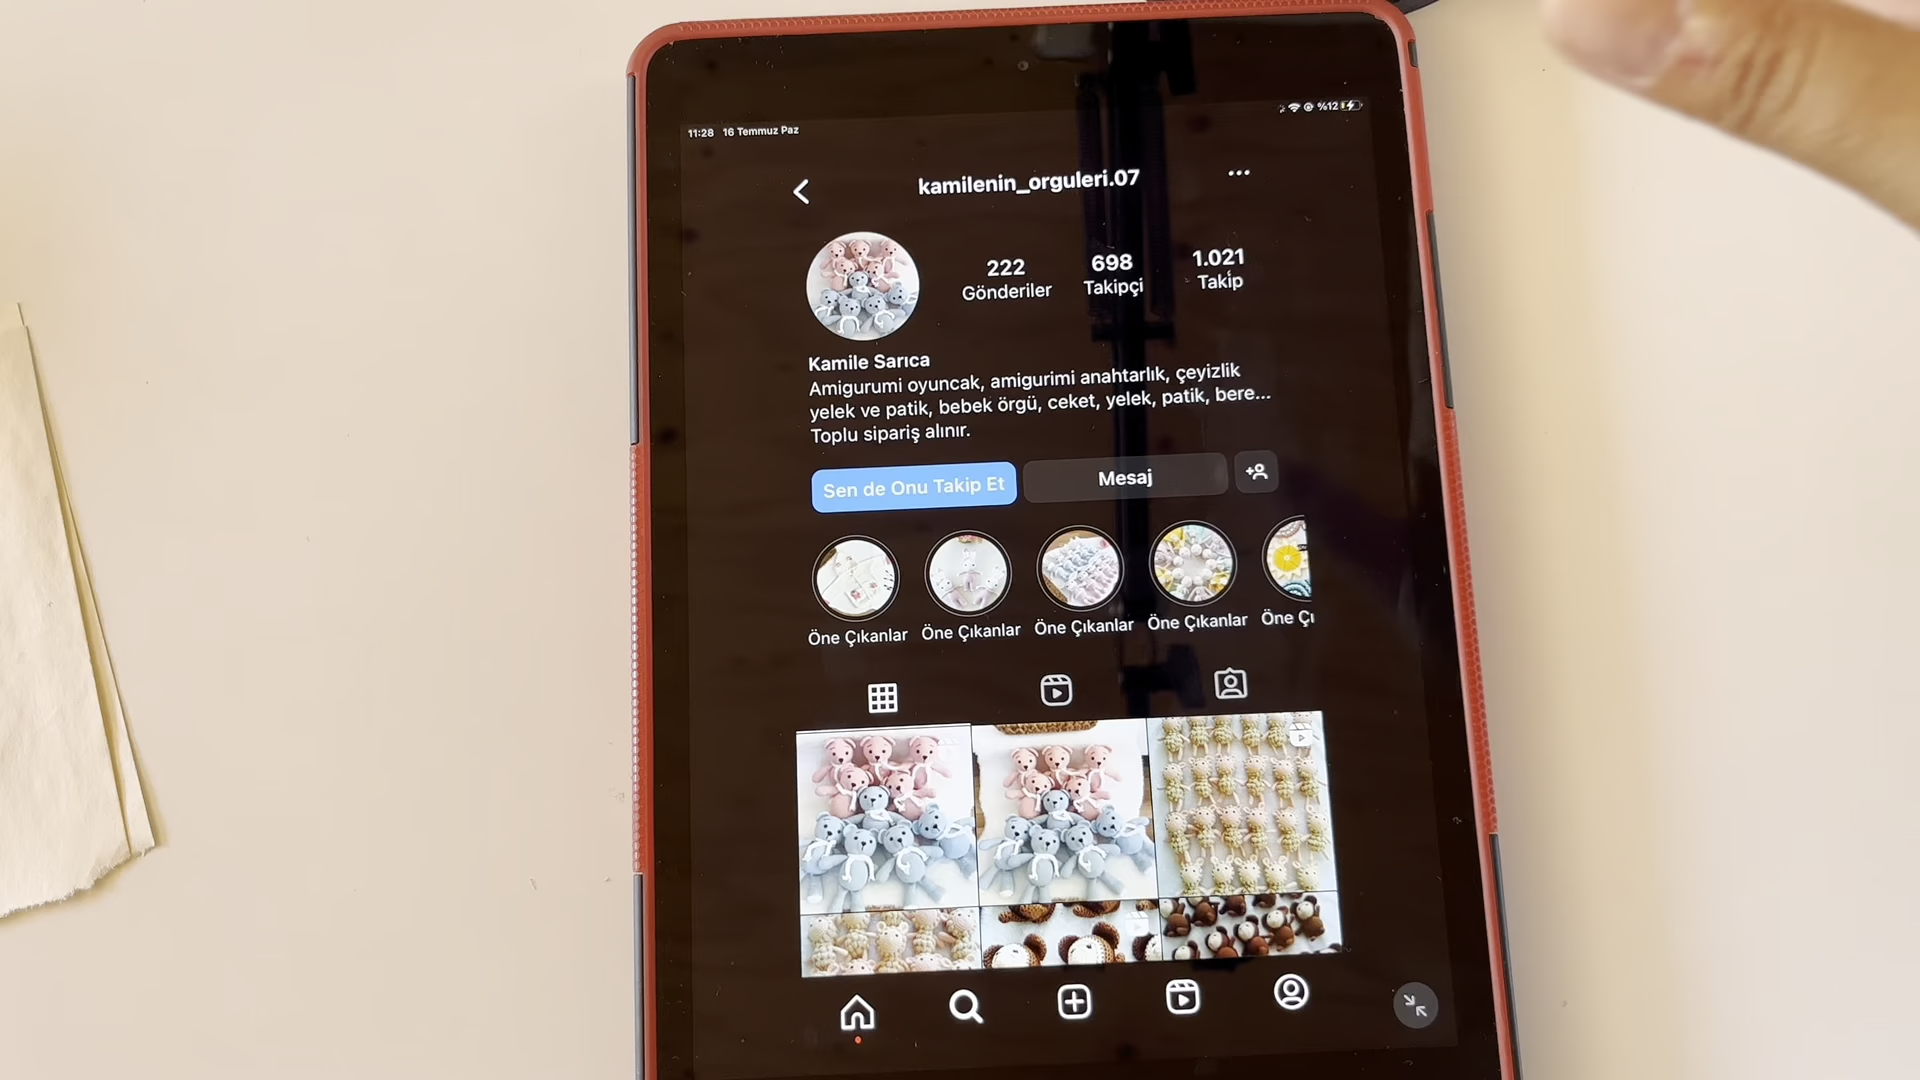 11:28 16 Temmuz Paz
%12
kamilenin_orguleri.07
222 698 1.021
Gönderiler Takipçi Takip
Kamile Sarıca
Amigurumi oyuncak, amigurimi anahtarlık, çeyizlik
yelek ve patik, bebek örgü, ceket, yelek, patik, bere...
Toplu sipariş alınır.
Sen de Onu Takip Et Mesaj
Öne Çıkanlar Öne Çıkanlar Öne Çıkanlar Öne Çıkanlar Öne Çı